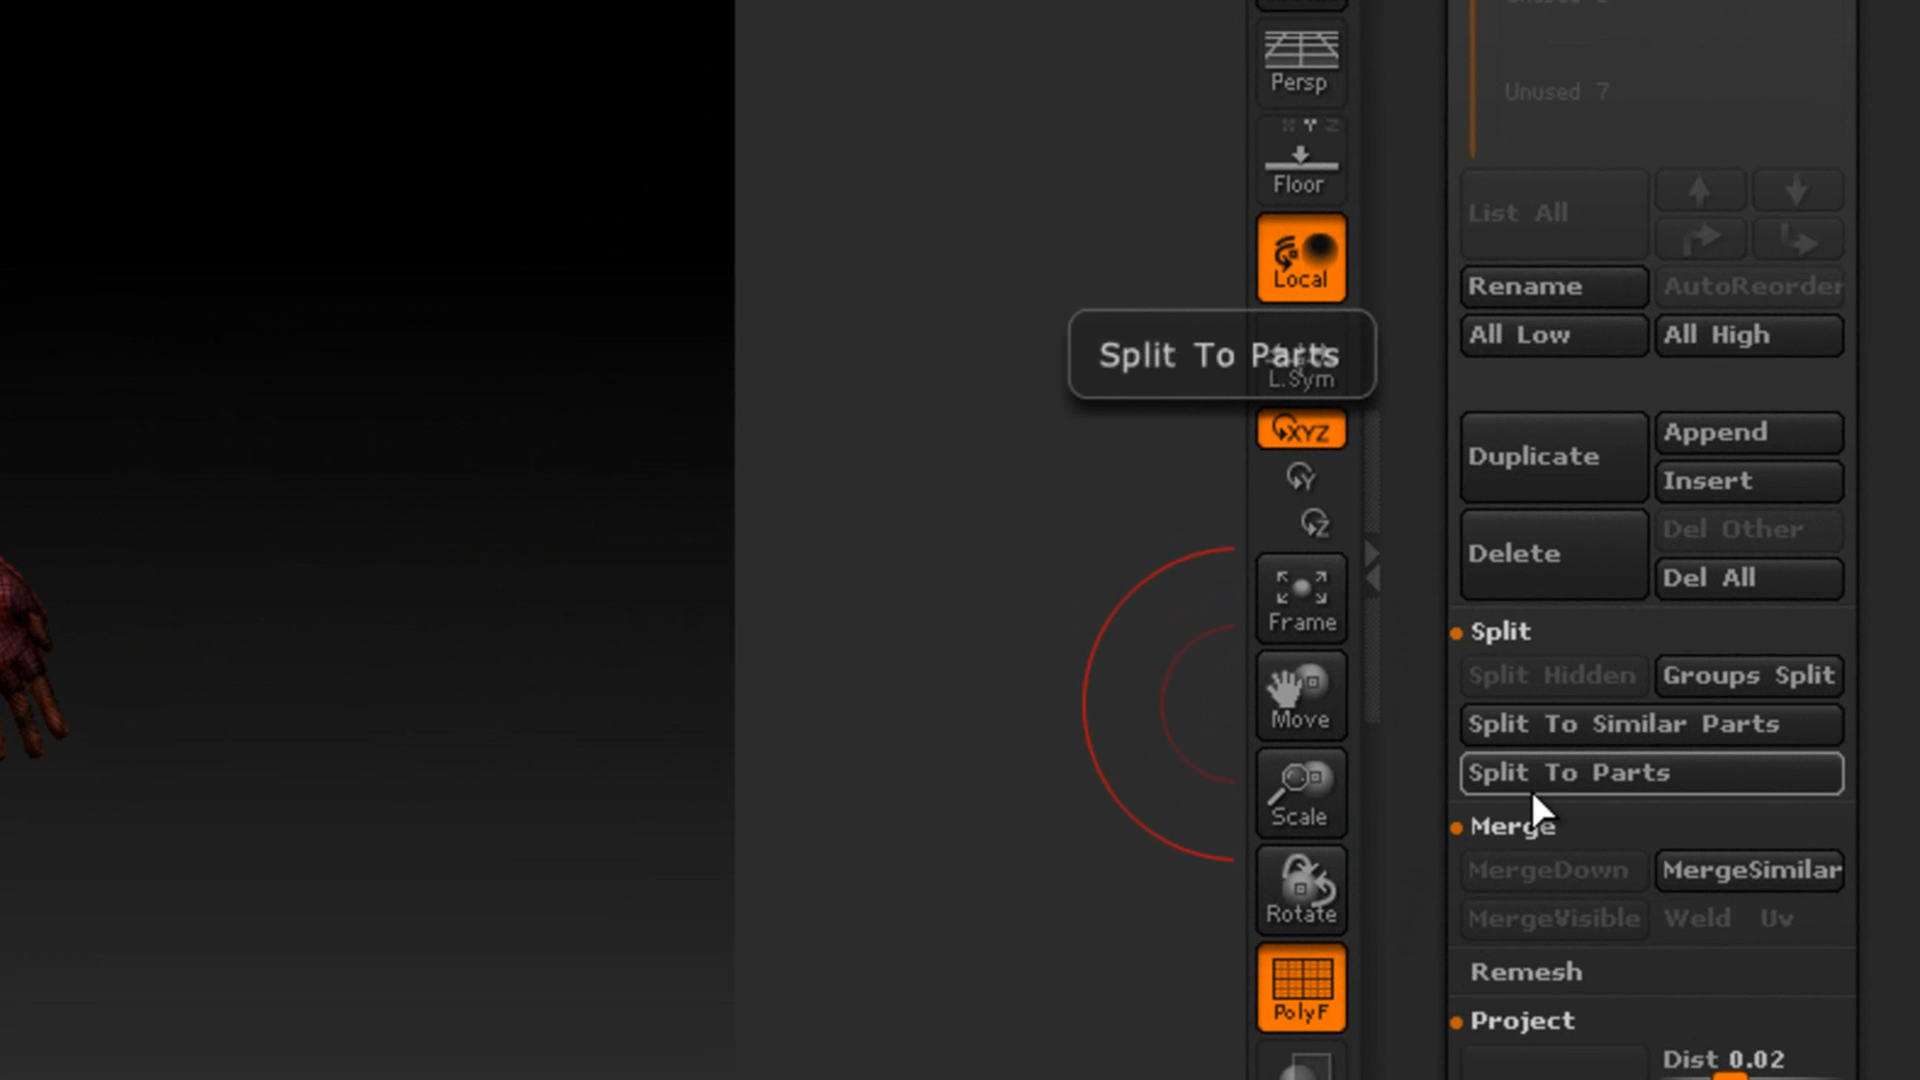 Persp
Y Z
Floor
Local
Split To Parts
L.Sym
XYZ
Y
Z
Frame
Move
Scale
Rotate
PolyF
Unused 7
List All
Rename AutoReorder
All Low All High
Duplicate
Append
Insert
Delete
Del Other
Del All
Split
Split Hidden Groups Split
Split To Similar Parts
Split To Parts
Merge
MergeDown MergeSimilar
MergeVisible Weld Uv
Remesh
Project
Dist 0.02